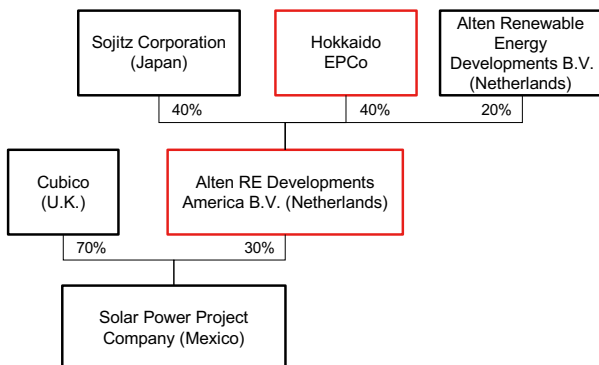 Sojitz Corporation
(Japan)
Hokkaido
EPCo
Alten Renewable
Energy
Developments B.V.
(Netherlands)
40%
40%
20%
Cubico
(U.K.)
Alten RE Developments
America B.V. (Netherlands)
70%
30%
Solar Power Project
Company (Mexico)